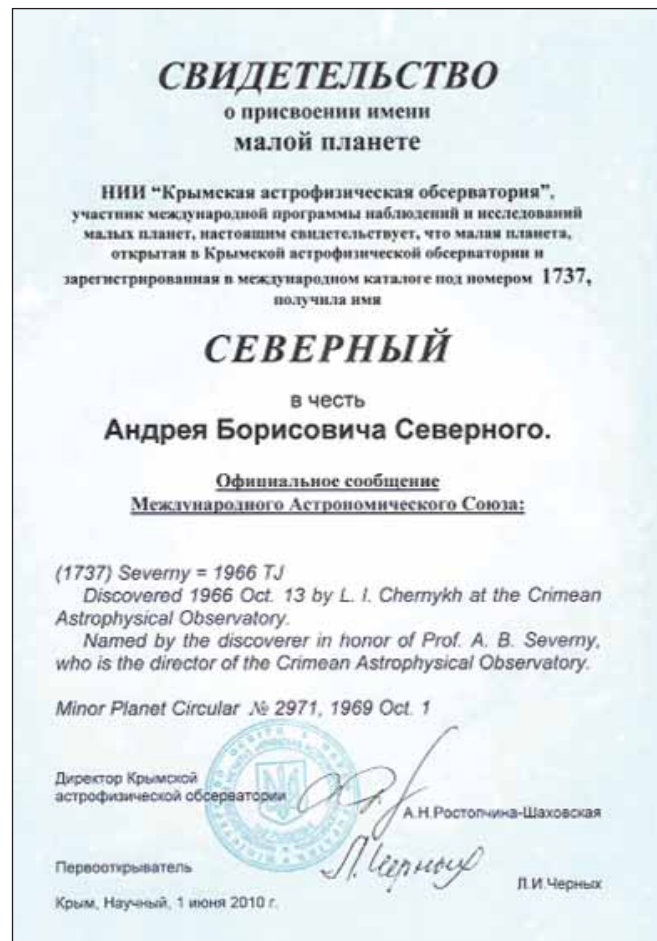 СВИДЕТЕЛЬСТВО
о присвоении имени
малой планете
НИИ “Крымская астрофизическая обсерватория”,
участник международной программы наблюдений и исследований
малых планет, настоящим свидетельствует, что малая планета,
открытая в Крымской астрофизической обсерватории и
зарегистрированная в международном каталоге под номером 1737,
получила имя
СЕВЕРНЫЙ
в честь
Андрея Борисовича Северного.
Официальное сообщение
Международного Астрономического Союза:
(1737) Severny = 1966 TJ
Discovered 1966 Oct. 13 by L. I. Chernykh at the Crimean
Astrophysical Observatory.
Named by the discoverer in honor of Prof. A. B. Severny,
who is the director of the Crimean Astrophysical Observatory.
Minor Planet Circular № 2971, 1969 Oct. 1
Директор Крымской
астрофизической обсерватории
А.Н.Ростопчина-Шаховская
Первооткрыватель
Л.Черных
Л.И.Черных
Крым, Научный, 1 июня 2010 г.